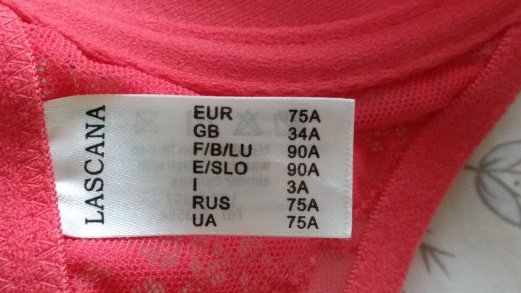 LASCANA
EUR 75A
GB 34A
F/B/LU 90A
E/SLO 90A
I 3A
RUS 75A
UA 75A